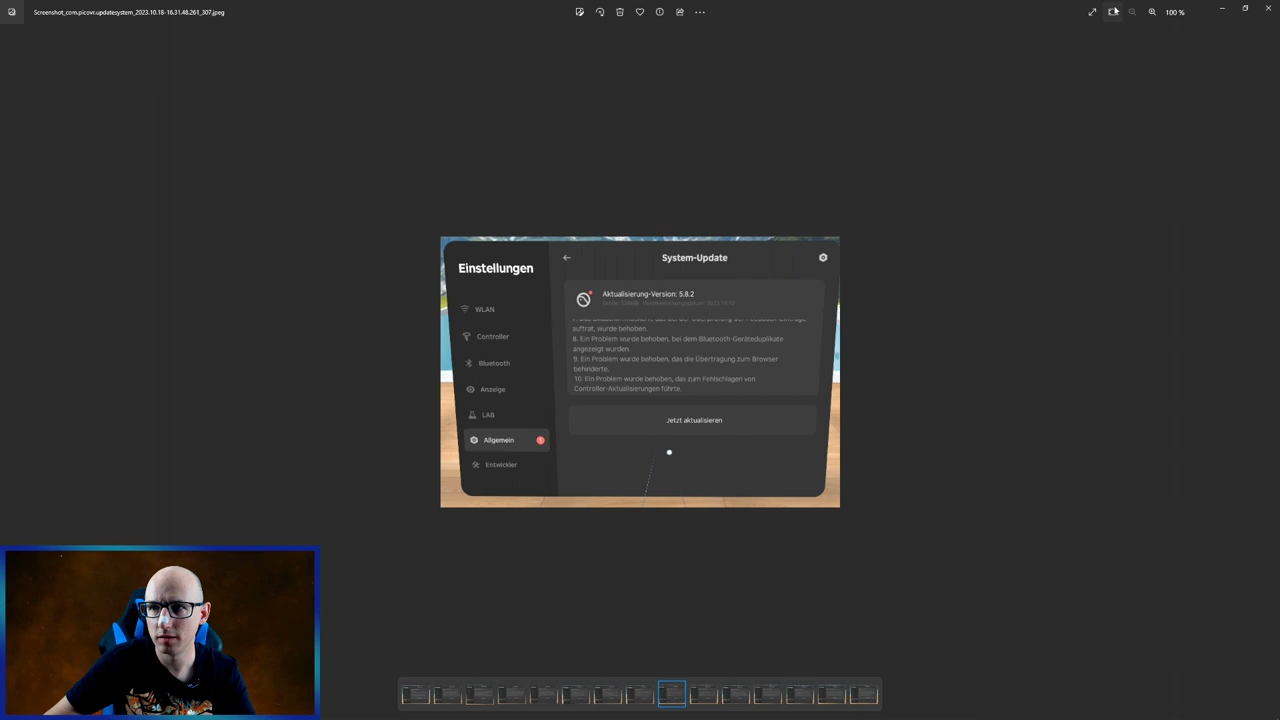 Screenshot_com.picovr.updatesystem_2023.10.18-16.31.48.261_307.jpeg
100 %
Einstellungen
System-Update
Aktualisierung-Version: 5.8.2
WLAN
Controller
Bluetooth
Anzeige
LAB
Allgemein
1
Entwickler
auftrat, wurde behoben.
8. Ein Problem wurde behoben, bei dem Bluetooth-Geräteduplikate
angezeigt wurden.
9. Ein Problem wurde behoben, das die Übertragung zum Browser
behinderte.
10. Ein Problem wurde behoben, das zum Fehlschlagen von
Controller-Aktualisierungen führte.
Jetzt aktualisieren